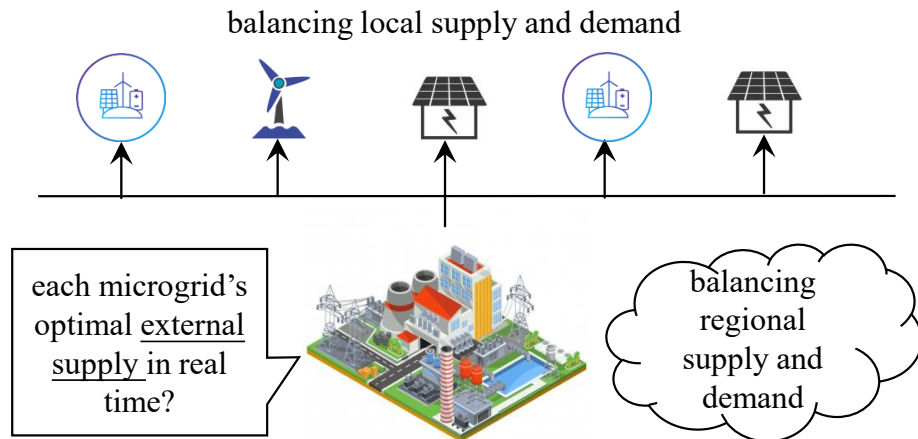 balancing local supply and demand
each microgrid’s
optimal external
supply in real
time?
balancing
regional
supply and
demand